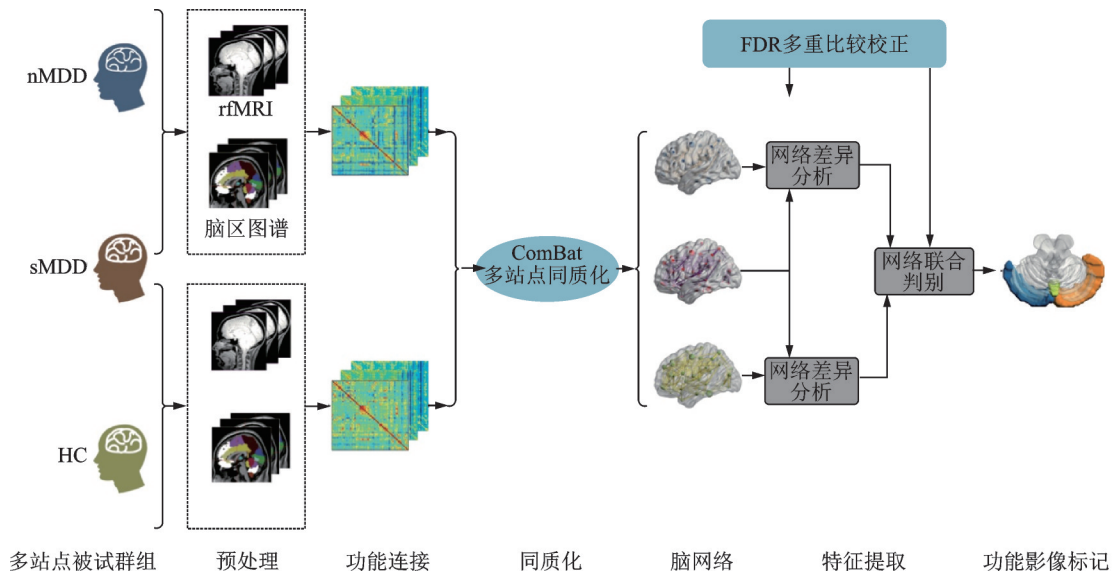 nMDD
sMDD
HC
rfMRI
脑区图谱
ComBat
多站点同质化
FDR多重比较校正
网络差异
分析
网络差异
分析
网络联合
判别
多站点被试群组
预处理
功能连接
同质化
脑网络
特征提取
功能影像标记